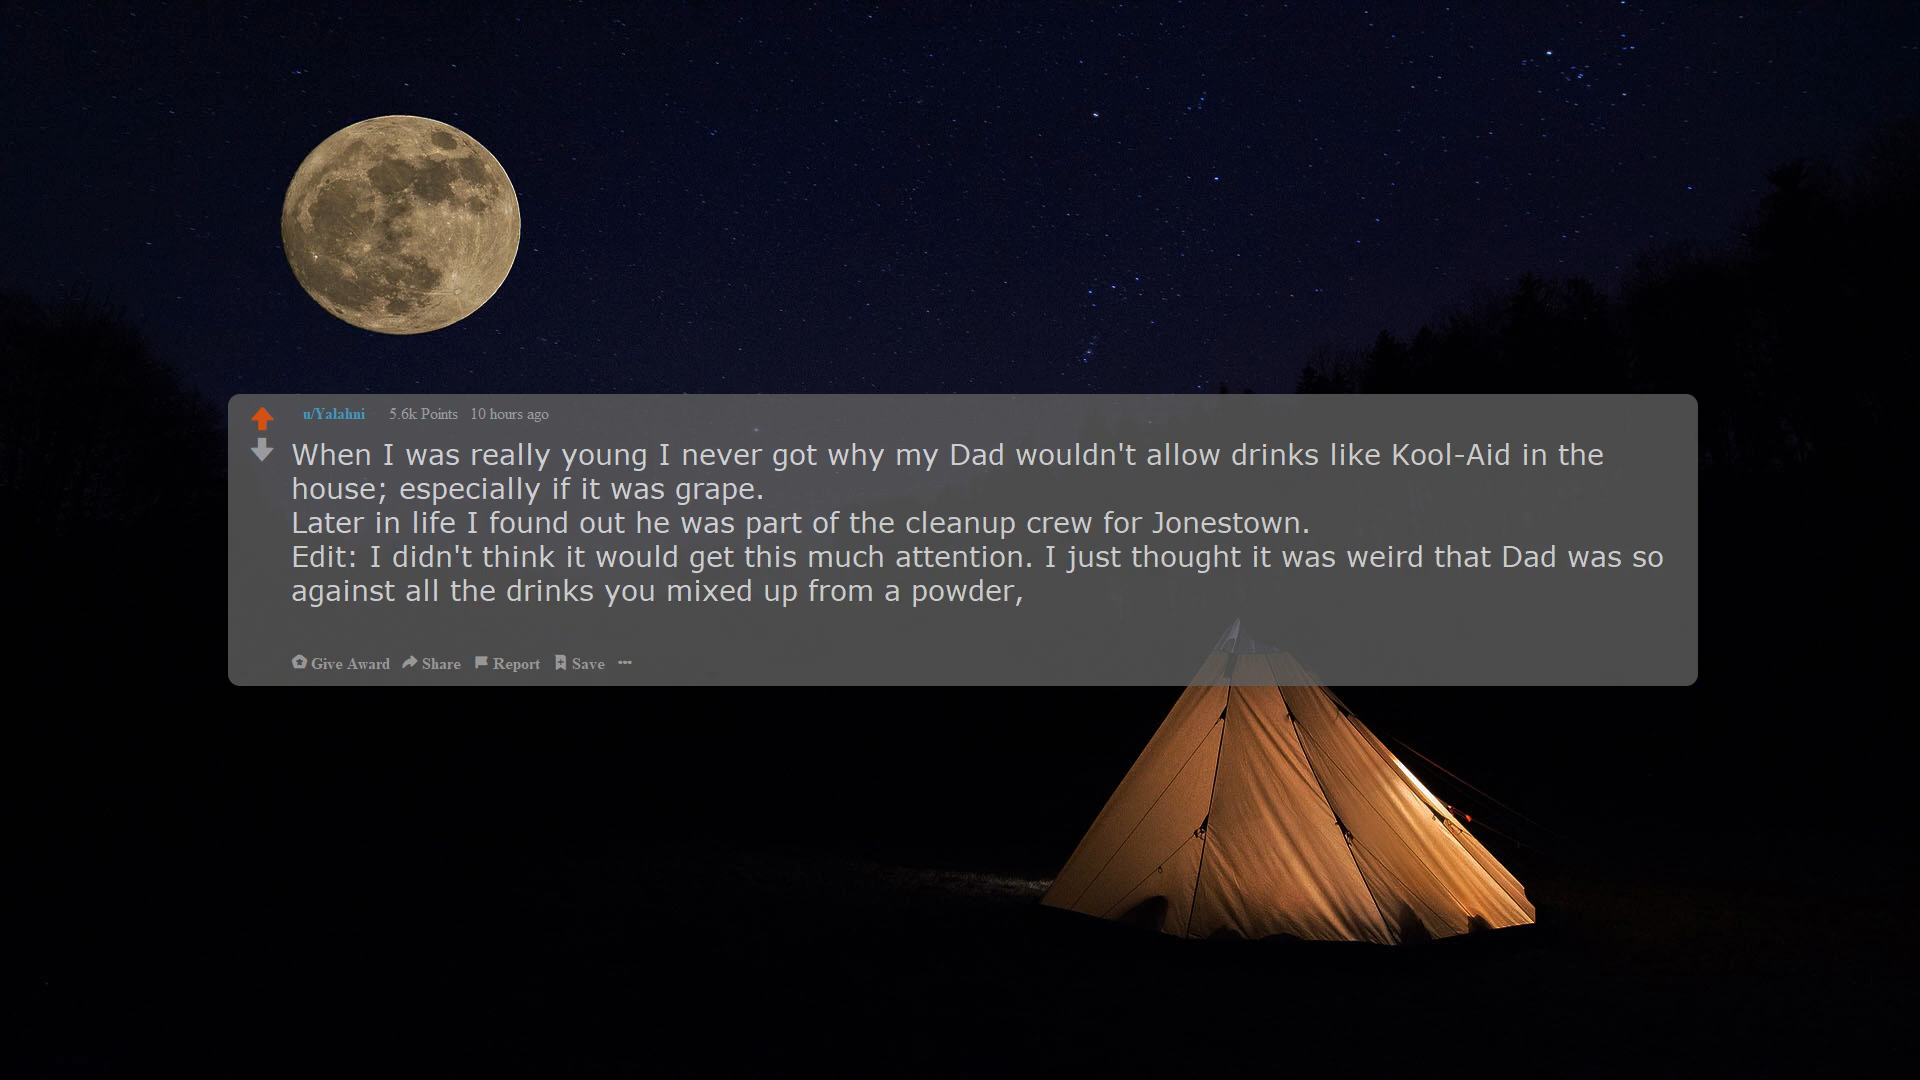 u/Yalahni 5.6k Points 10 hours ago
When I was really young I never got why my Dad wouldn't allow drinks like Kool-Aid in the
house; especially if it was grape.
Later in life I found out he was part of the cleanup crew for Jonestown.
Edit: I didn't think it would get this much attention. I just thought it was weird that Dad was so
against all the drinks you mixed up from a powder,
Give Award Share Report Save ···